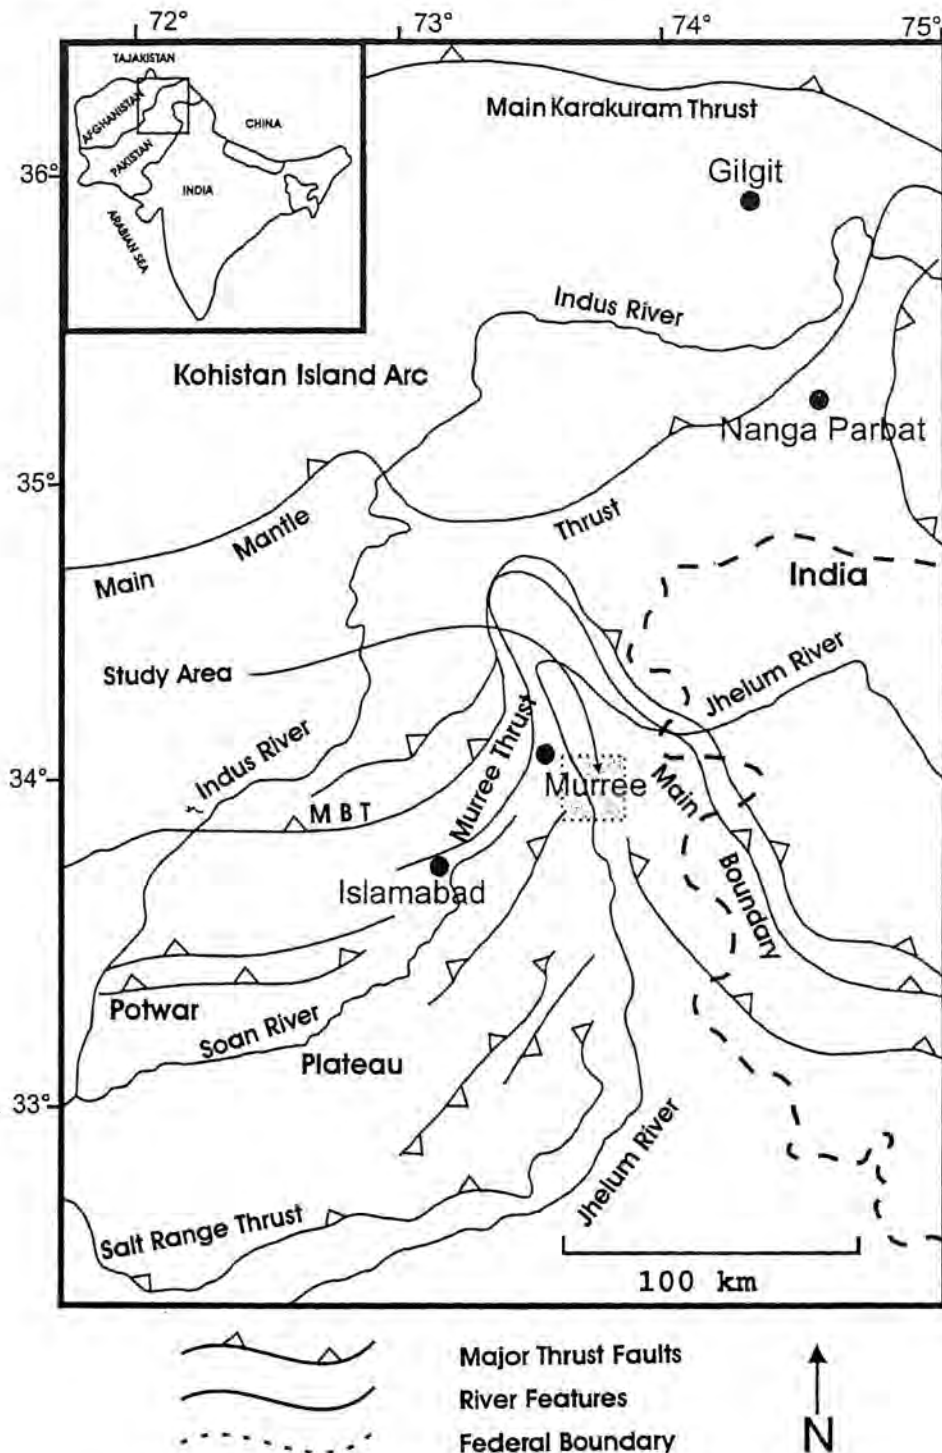 72°
73°
74°
75°
TAJAKISTAN
AFGHANISTAN
CHINA
PAKISTAN
INDIA
ARABIAN SEA
Main Karakuram Thrust
36°
Gilgit
Indus River
Kohistan Island Arc
Nanga Parbat
35°
Main Mantle Thrust
India
Study Area
Jhelum River
Indus River
Murree Thrust
34°
Murree
Main Boundary
M B T
Islamabad
Potwar
Soan River
Plateau
33°
Jhelum River
Salt Range Thrust
100 km
Major Thrust Faults
River Features
Federal Boundary
N